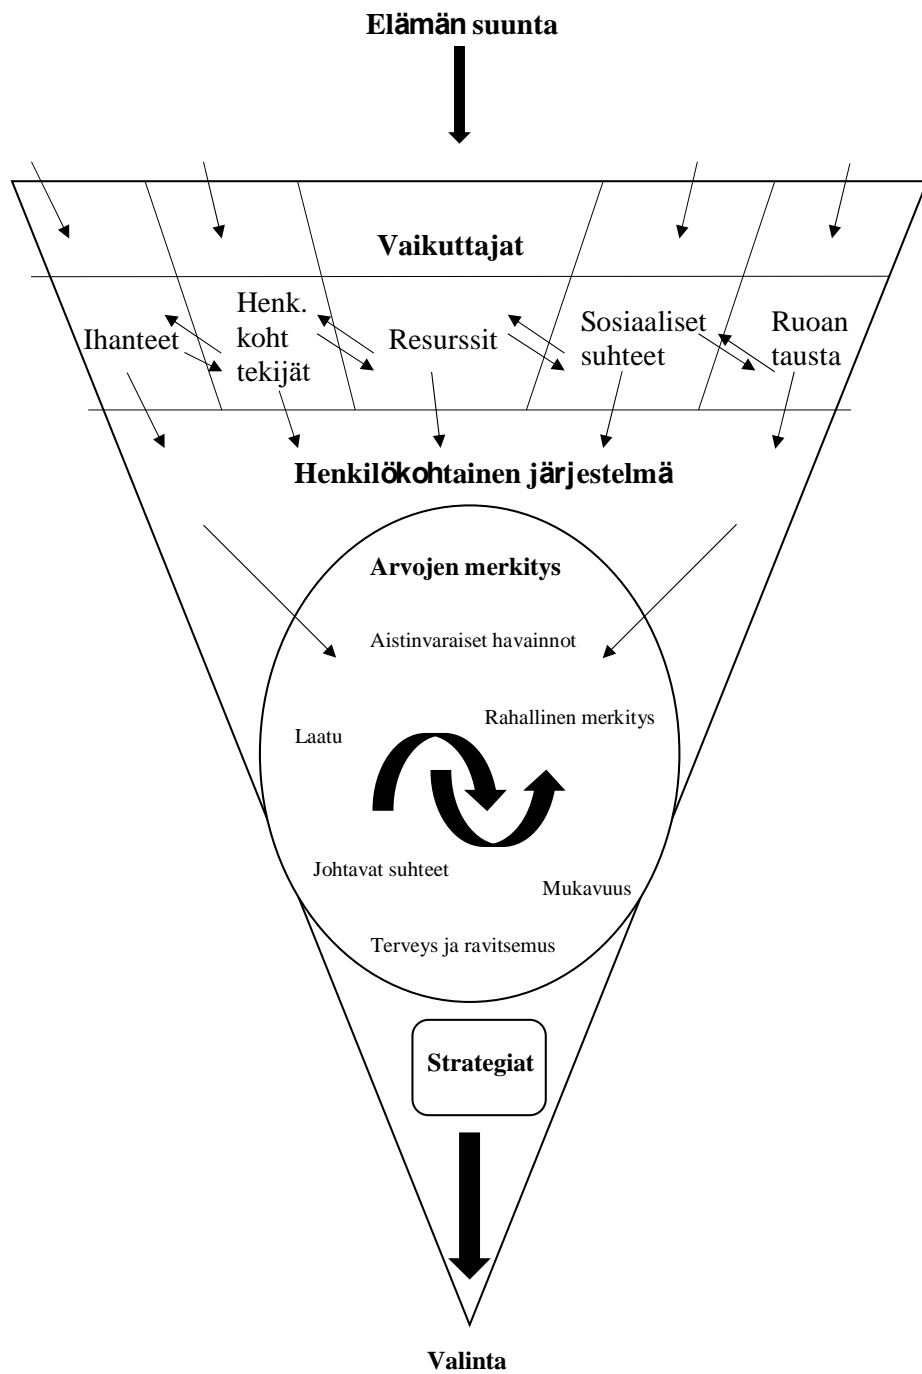 Elämän suunta
Vaikuttajat
Ihanteet
Henk.
koht
tekijät
Resurssit
Sosiaaliset
suhteet
Ruoan
tausta
Henkilökohtainen järjestelmä
Arvojen merkitys
Aistinvaraiset havainnot
Rahallinen merkitys
Laatu
Johtavat suhteet
Mukavuus
Terveys ja ravitsemus
Strategiat
Valinta